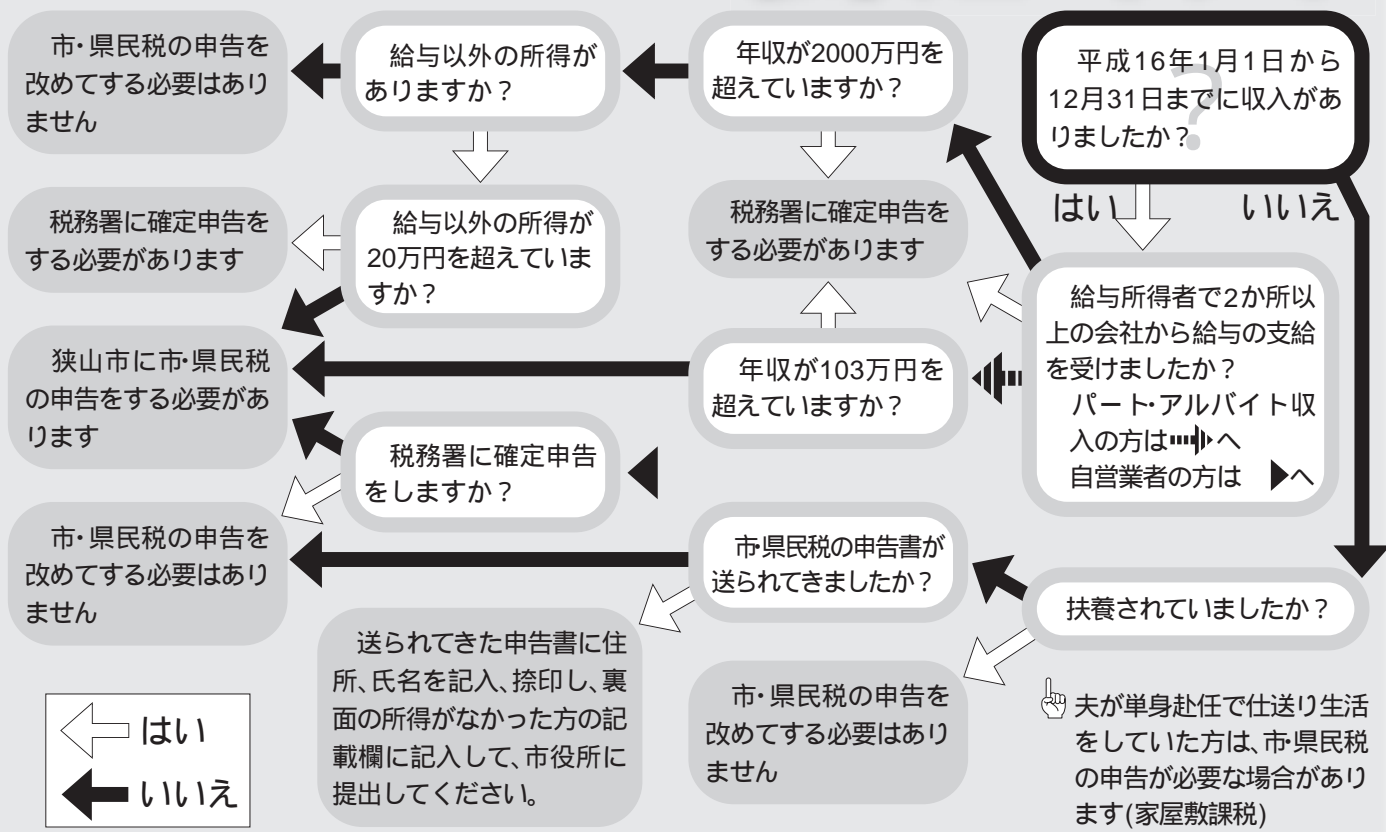 平成16年1月1日から
12月31日までに収入があ
りましたか?
?
はい
いいえ
給与所得者で2か所以
上の会社から給与の支給
を受けましたか?
パート・アルバイト収
入の方は へ
自営業者の方は へ
年収が2000万円を
超えていますか?
給与以外の所得が
ありますか?
市・県民税の申告を
改めてする必要はあり
ません
税務署に確定申告を
する必要があります
給与以外の所得が
20万円を超えていま
すか?
税務署に確定申告を
する必要があります
年収が103万円を
超えていますか?
狭山市に市・県民税
の申告をする必要があ
ります
税務署に確定申告
をしますか?
市・県民税の申告を
改めてする必要はあり
ません
扶養されていましたか?
市・県民税の申告書が
送られてきましたか?
送られてきた申告書に住
所、氏名を記入、捺印し、裏
面の所得がなかった方の記
載欄に記入して、市役所に
提出してください。
市・県民税の申告を
改めてする必要はあり
ません
夫が単身赴任で仕送り生活
をしていた方は、市・県民税
の申告が必要な場合があり
ます(家屋敷課税)
はい
いいえ